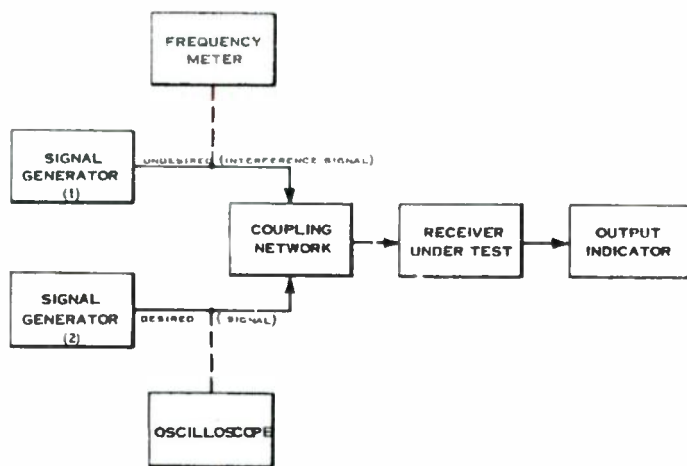 FREQUENCY
METER
SIGNAL
GENERATOR
(1)
UNDESIRED (INTERFERENCE SIGNAL)
COUPLING
NETWORK
RECEIVER
UNDER TEST
OUTPUT
INDICATOR
SIGNAL
GENERATOR
(2)
DESIRED (SIGNAL)
OSCILLOSCOPE